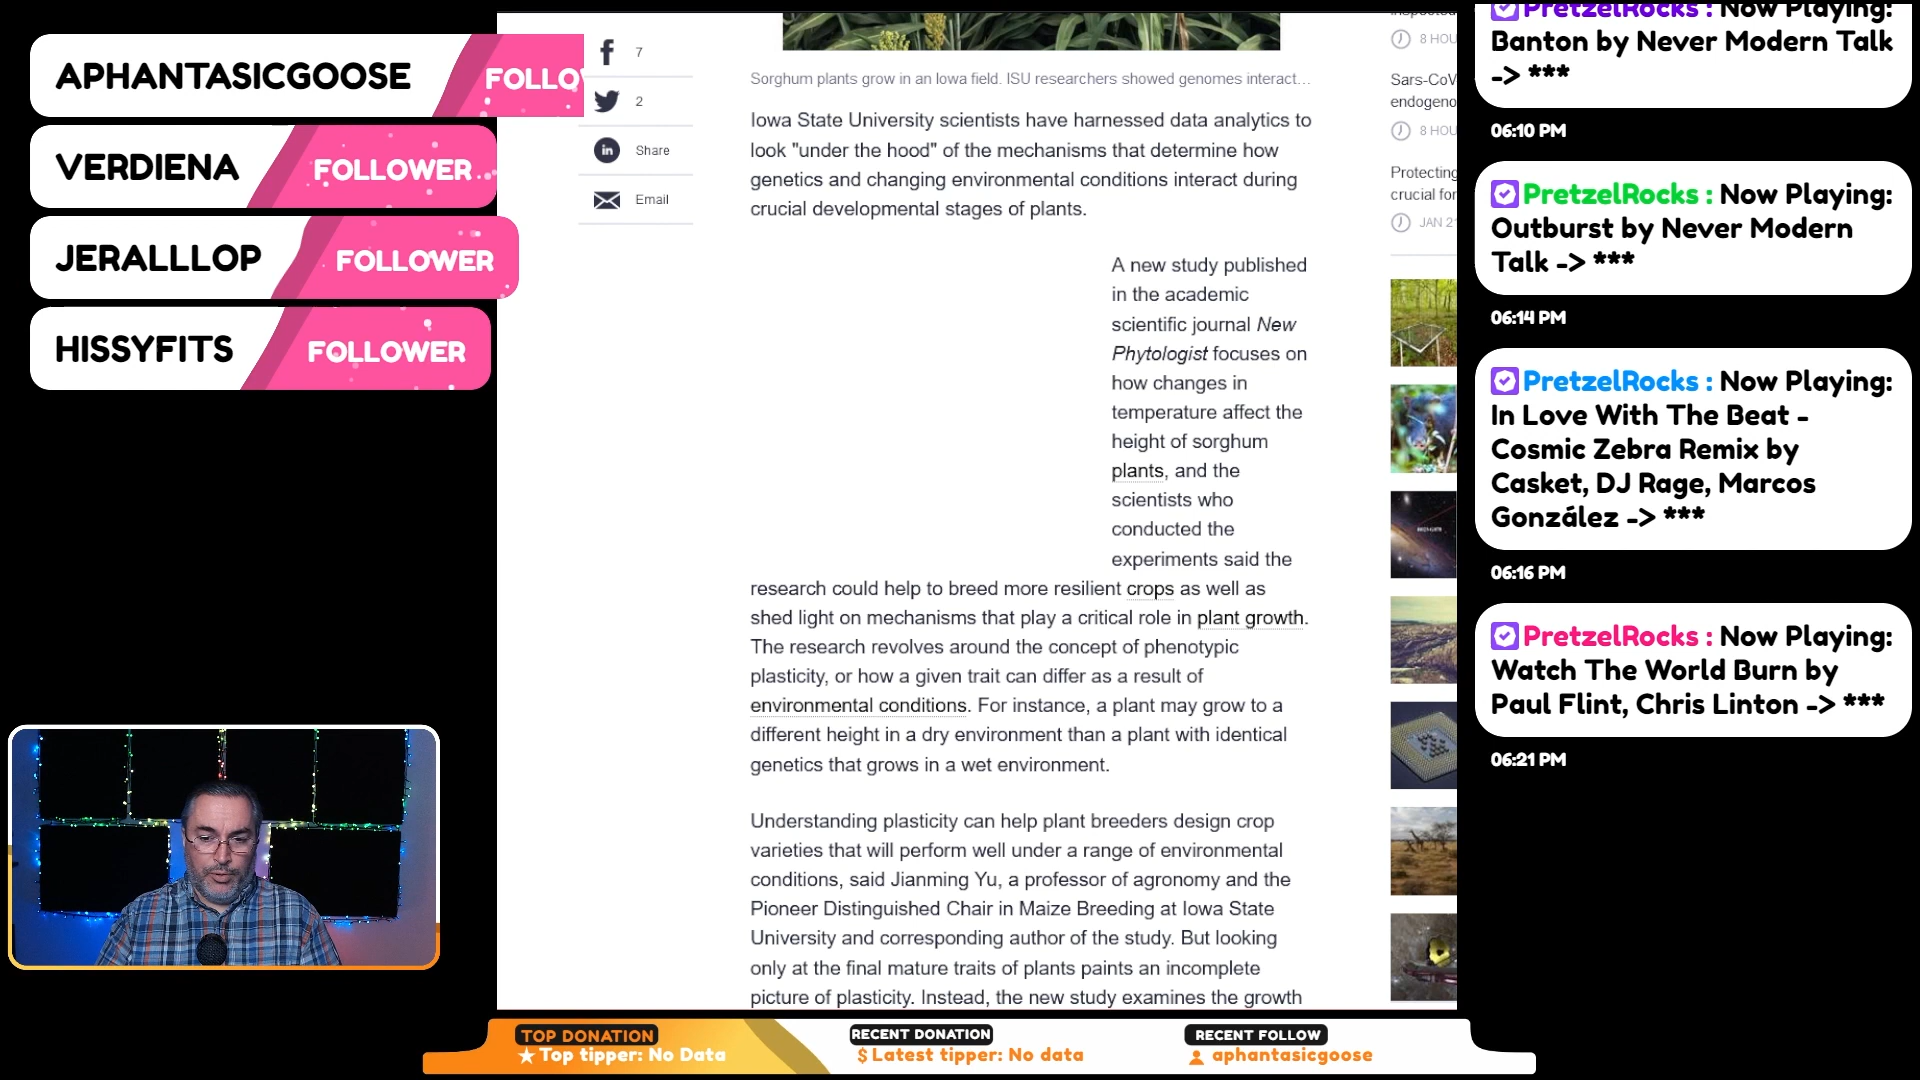 APHANTASICGOOSE
FOLLO
VERDIENA
FOLLOWER
JERALLLOP
FOLLOWER
HISSYFITS
FOLLOWER
7
2
Share
Email
Sorghum plants grow in an Iowa field. ISU researchers showed genomes interact...
Iowa State University scientists have harnessed data analytics to
look "under the hood" of the mechanisms that determine how
genetics and changing environmental conditions interact during
crucial developmental stages of plants.
A new study published
in the academic
scientific journal New
Phytologist focuses on
how changes in
temperature affect the
height of sorghum
plants, and the
scientists who
conducted the
experiments said the
research could help to breed more resilient crops as well as
shed light on mechanisms that play a critical role in plant growth.
The research revolves around the concept of phenotypic
plasticity, or how a given trait can differ as a result of
environmental conditions. For instance, a plant may grow to a
different height in a dry environment than a plant with identical
genetics that grows in a wet environment.
Understanding plasticity can help plant breeders design crop
varieties that will perform well under a range of environmental
conditions, said Jianming Yu, a professor of agronomy and the
Pioneer Distinguished Chair in Maize Breeding at Iowa State
University and corresponding author of the study. But looking
only at the final mature traits of plants paints an incomplete
picture of plasticity. Instead, the new study examines the growth
8 HOU
Sars-CoV
endogeno
8 HOU
Protecting
crucial for
JAN 2
PretzelRocks : Now Playing:
Banton by Never Modern Talk
-> ***
06:10 PM
PretzelRocks : Now Playing:
Outburst by Never Modern
Talk -> ***
06:14 PM
PretzelRocks : Now Playing:
In Love With The Beat -
Cosmic Zebra Remix by
Casket, DJ Rage, Marcos
González -> ***
06:16 PM
PretzelRocks : Now Playing:
Watch The World Burn by
Paul Flint, Chris Linton -> ***
06:21 PM
TOP DONATION
Top tipper: No Data
RECENT DONATION
$ Latest tipper: No data
RECENT FOLLOW
aphantasicgoose